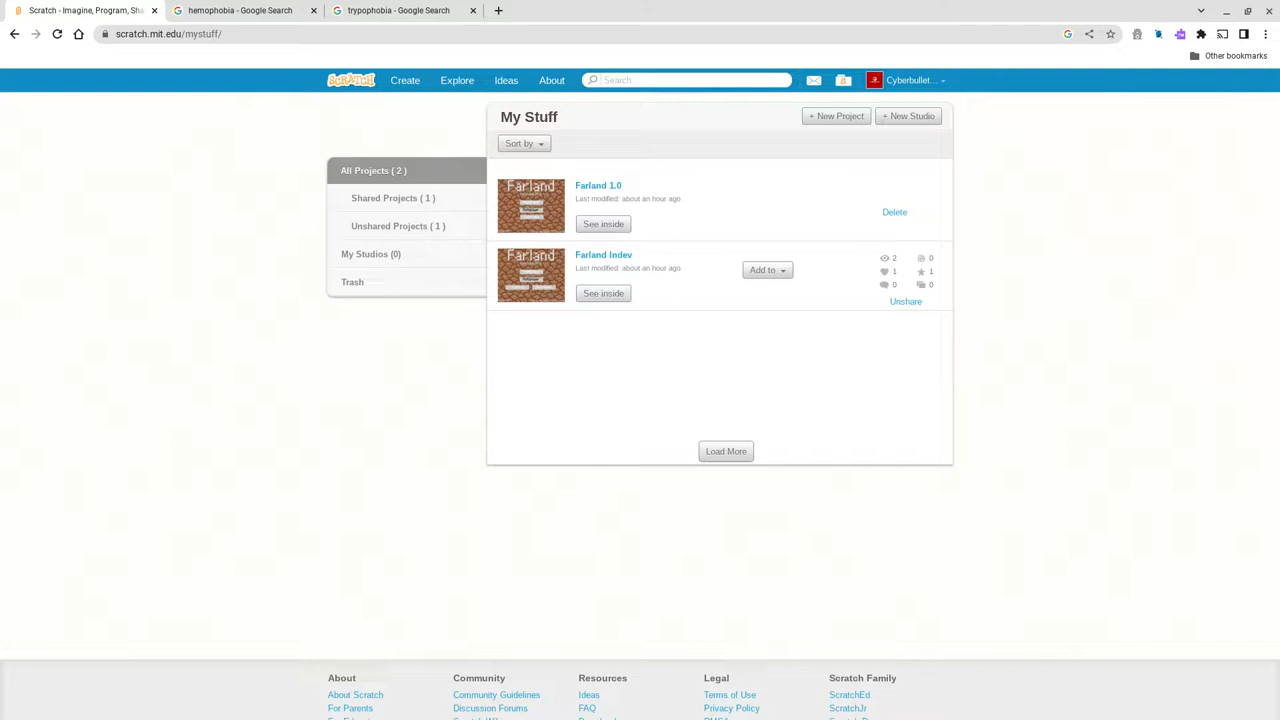 Scratch - Imagine, Program, Sha
hemophobia - Google Search
trypophobia - Google Search
scratch.mit.edu/mystuff/
Other bookmarks
SCRATCH
Create
Explore
Ideas
About
Search
Cyberbullet...
My Stuff
+ New Project
+ New Studio
Sort by
All Projects ( 2 )
Shared Projects ( 1 )
Unshared Projects ( 1 )
My Studios (0)
Trash
Farland
Farland 1.0
Last modified: about an hour ago
See inside
Delete
Farland
Farland Indev
Last modified: about an hour ago
See inside
Add to
2
0
1
1
0
0
Unshare
Load More
About
Community
Resources
Legal
Scratch Family
About Scratch
Community Guidelines
Ideas
Terms of Use
ScratchEd
For Parents
Discussion Forums
FAQ
Privacy Policy
ScratchJr